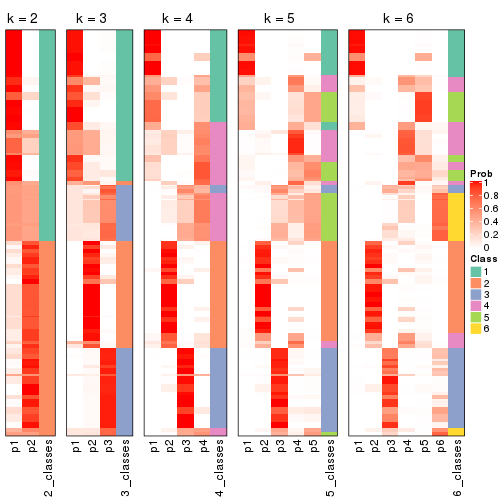 k = 2
k = 3
k = 4
k = 5
k = 6
Prob
1
0.8
0.6
0.4
0.2
0
Class
1
2
3
4
5
6
p1
p2
2_classes
p1
p2
p3
3_classes
p1
p2
p3
p4
4_classes
p1
p2
p3
p4
p5
5_classes
p1
p2
p3
p4
p5
p6
6_classes